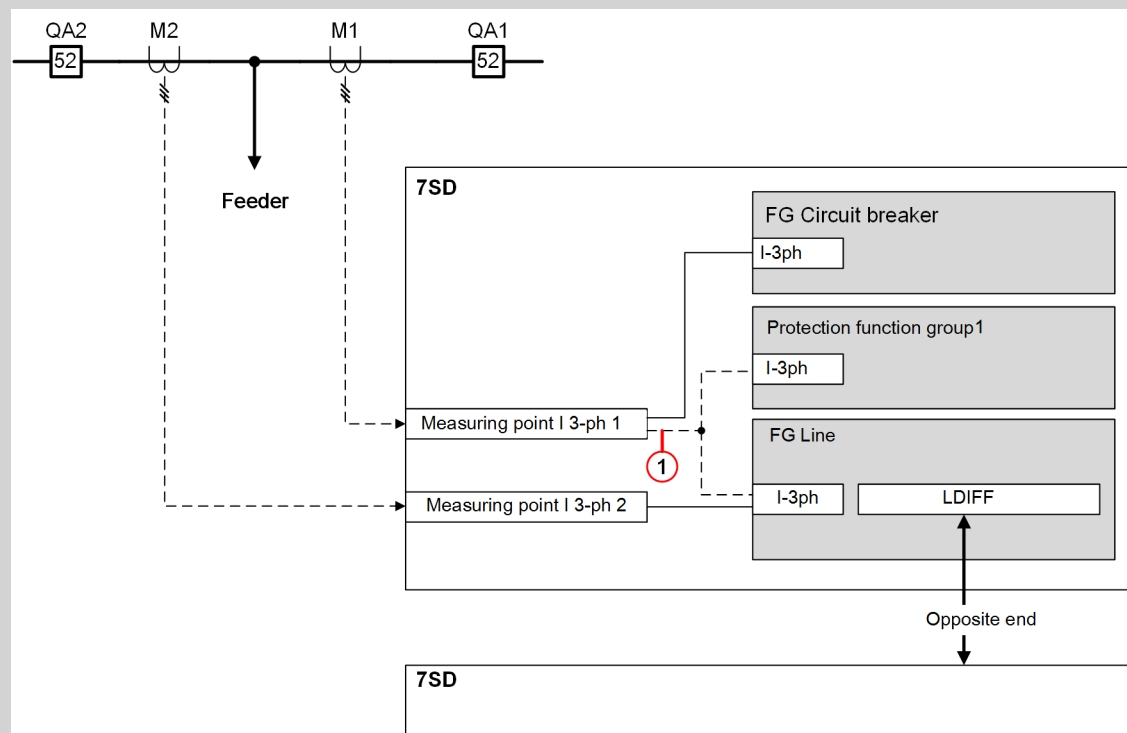 QA2
M2
M1
QA1
52
52
Feeder
7SD
FG Circuit breaker
I-3ph
Protection function group1
I-3ph
Measuring point I 3-ph 1
FG Line
1
I-3ph
LDIFF
Measuring point I 3-ph 2
Opposite end
7SD